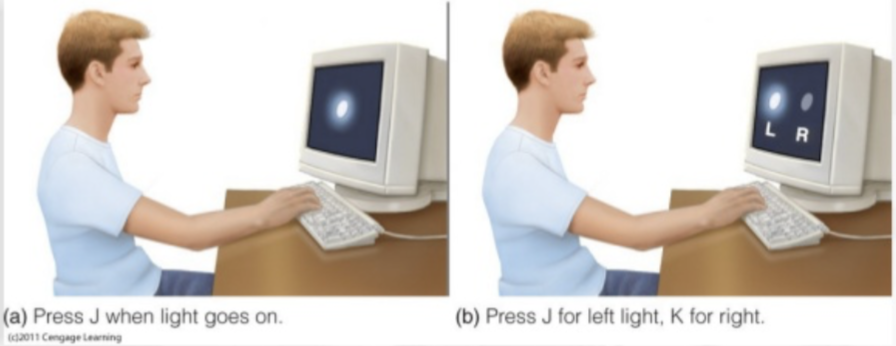 L R
(a) Press J when light goes on.
(b) Press J for left light, K for right.
(c)2011 Cengage Learning